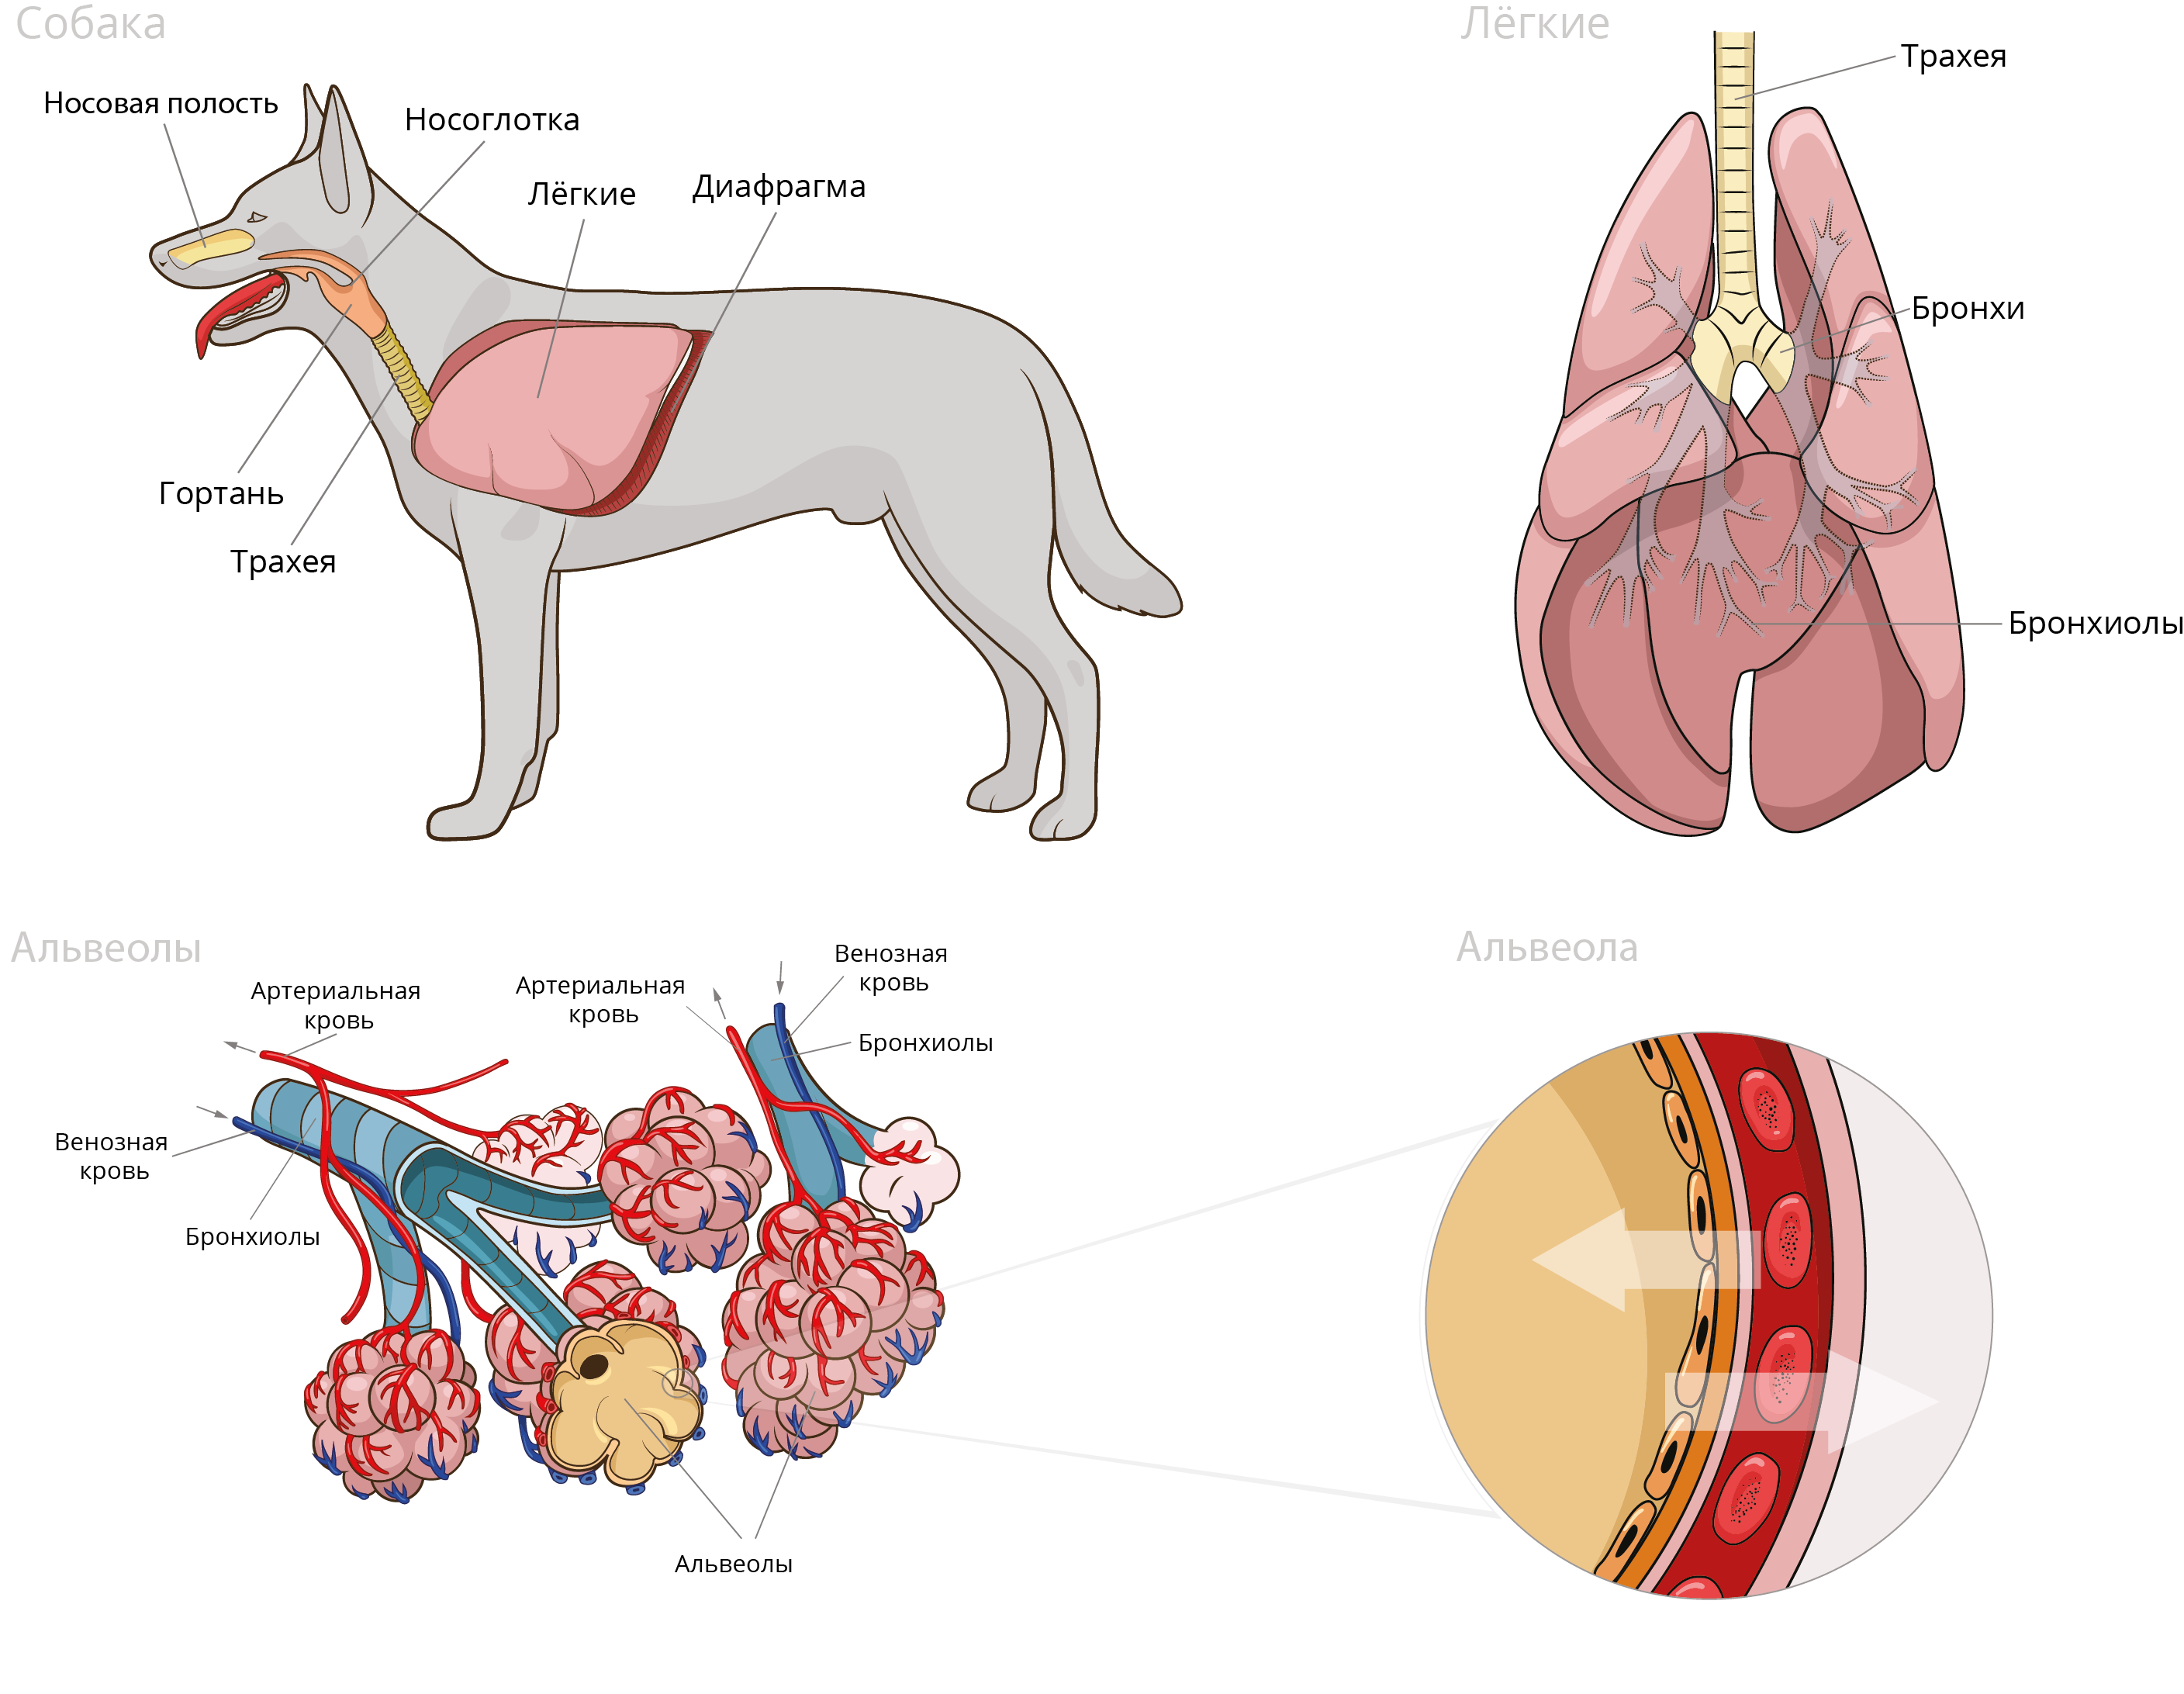 Собака
Носовая полость
Носоглотка
Лёгкие
Диафрагма
Гортань
Трахея
Лёгкие
Трахея
Бронхи
Бронхиолы
Альвеолы
Артериальная
кровь
Артериальная
кровь
Венозная
кровь
Бронхиолы
Венозная
кровь
Бронхиолы
Альвеолы
Альвеола